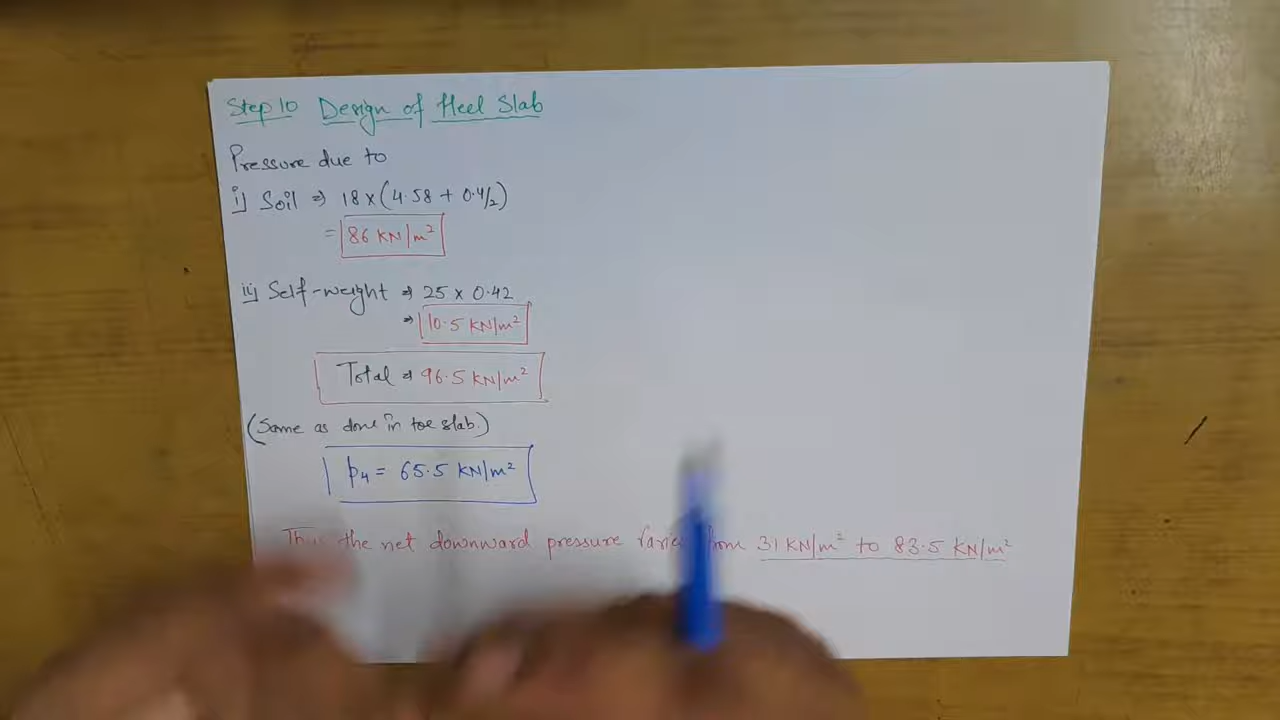 Step 10 Design of Heel Slab
Pressure due to
i) Soil ⇒ 18 x (4.58 + 0.4/2)
= 86 KN/m²
ii) Self-weight ⇒ 25 x 0.42
⇒ 10.5 KN/m²
Total ⇒ 96.5 KN/m²
(Same as done in toe slab.)
p₄ = 65.5 KN/m²
the net downward pressure from 31 KN/m² to 83.5 KN/m²